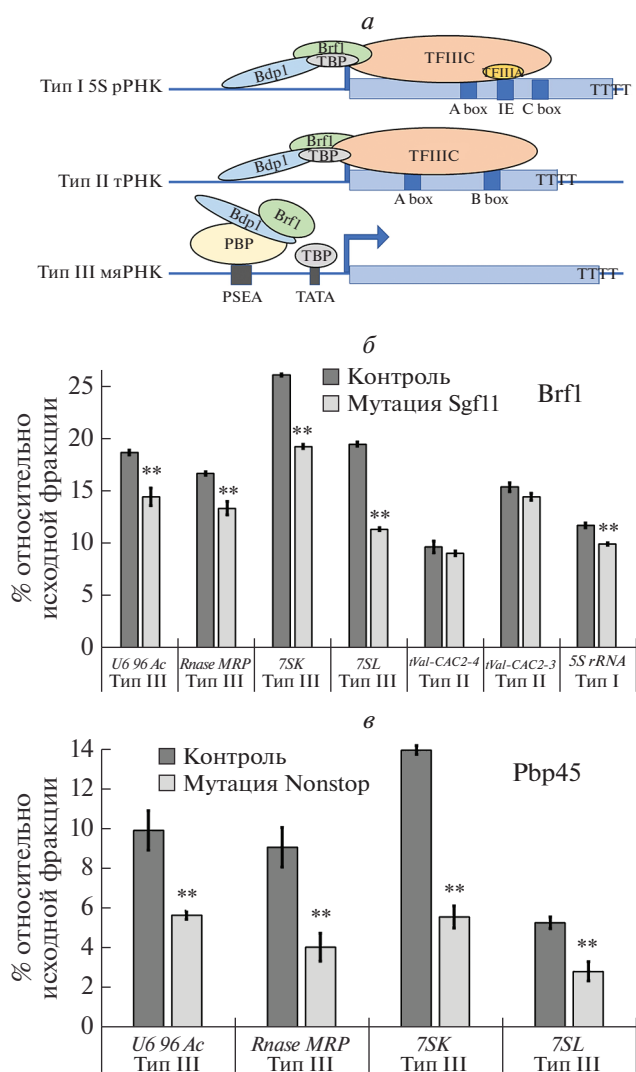 а
Тип I 5S рРНК
Bdp1
Brf1
TBP
TFIIIC
TFIIIA
TTTT
A box
IE
C box
Тип II тРНК
Bdp1
Brf1
TBP
TFIIIC
TTTT
A box
B box
Тип III мяРНК
Bdp1
Brf1
PBP
TBP
TTTT
PSEA
TATA
б
% относительно
исходной фракции
25
20
15
10
5
0
Контроль
Мутация Sgf11
Brf1
**
**
**
**
**
U6 96 Ac
Rnase MRP
7SK
7SL
tVal-CAC2-4
tVal-CAC2-3
5S rRNA
Тип III
Тип III
Тип III
Тип III
Тип II
Тип II
Тип I
в
% относительно
исходной фракции
14
12
10
8
6
4
2
0
Контроль
Мутация Nonstop
Pbp45
**
**
**
**
U6 96 Ac
Rnase MRP
7SK
7SL
Тип III
Тип III
Тип III
Тип III